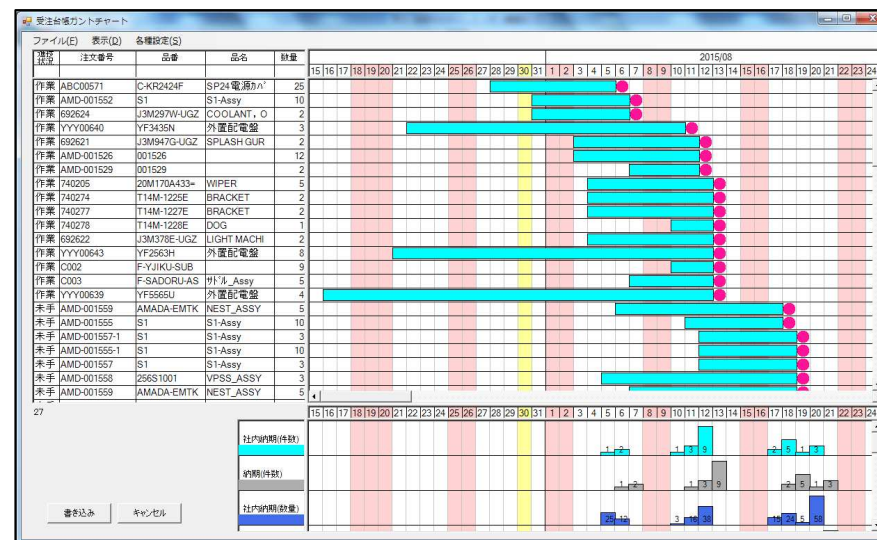 受注台帳ガントチャート
ファイル(F) 表示(D) 各種設定(S)
進捗状況 注文番号 品番 品名 数量
2015/08
15 16 17 18 19 20 21 22 23 24 25 26 27 28 29 30 31 1 2 3 4 5 6 7 8 9 10 11 12 13 14 15 16 17 18 19 20 21 22 23 24
作業 ABC00571 C-KR2424F SP24電源ｶﾊﾞ 25
作業 AMD-001552 S1 S1-Assy 10
作業 692624 J3M297W-UGZ COOLANT，O 2
作業 YYY00640 YF3435N 外置配電盤 3
作業 692621 J3M947G-UGZ SPLASH GUR 2
作業 AMD-001526 001526 12
作業 AMD-001529 001529 2
作業 740205 20M170A433= WIPER 5
作業 740274 T14M-1225E BRACKET 2
作業 740277 T14M-1227E BRACKET 2
作業 740278 T14M-1228E DOG 1
作業 692622 J3M378E-UGZ LIGHT MACHI 2
作業 YYY00643 YF2563H 外置配電盤 8
作業 C002 F-YJIKU-SUB 9
作業 C003 F-SADORU-AS ｻﾄﾞﾙ_Assy 5
作業 YYY00639 YF5565U 外置配電盤 4
未手 AMD-001559 AMADA-EMTK NEST_ASSY 5
未手 AMD-001555 S1 S1-Assy 10
未手 AMD-001557-1 S1 S1-Assy 3
未手 AMD-001555-1 S1 S1-Assy 10
未手 AMD-001557 S1 S1-Assy 3
未手 AMD-001558 256S1001 VPSS_ASSY 3
未手 AMD-001559 AMADA-EMTK NEST_ASSY 5
27
15 16 17 18 19 20 21 22 23 24 25 26 27 28 29 30 31 1 2 3 4 5 6 7 8 9 10 11 12 13 14 15 16 17 18 19 20 21 22 23 24
社内納期(件数)
1 2 1 3 9 2 5 1 3
納期(件数)
1 2 1 3 9 2 5 1 3
社内納期(数量)
25 12 3 16 38 15 24 5 58
書き込み キャンセル